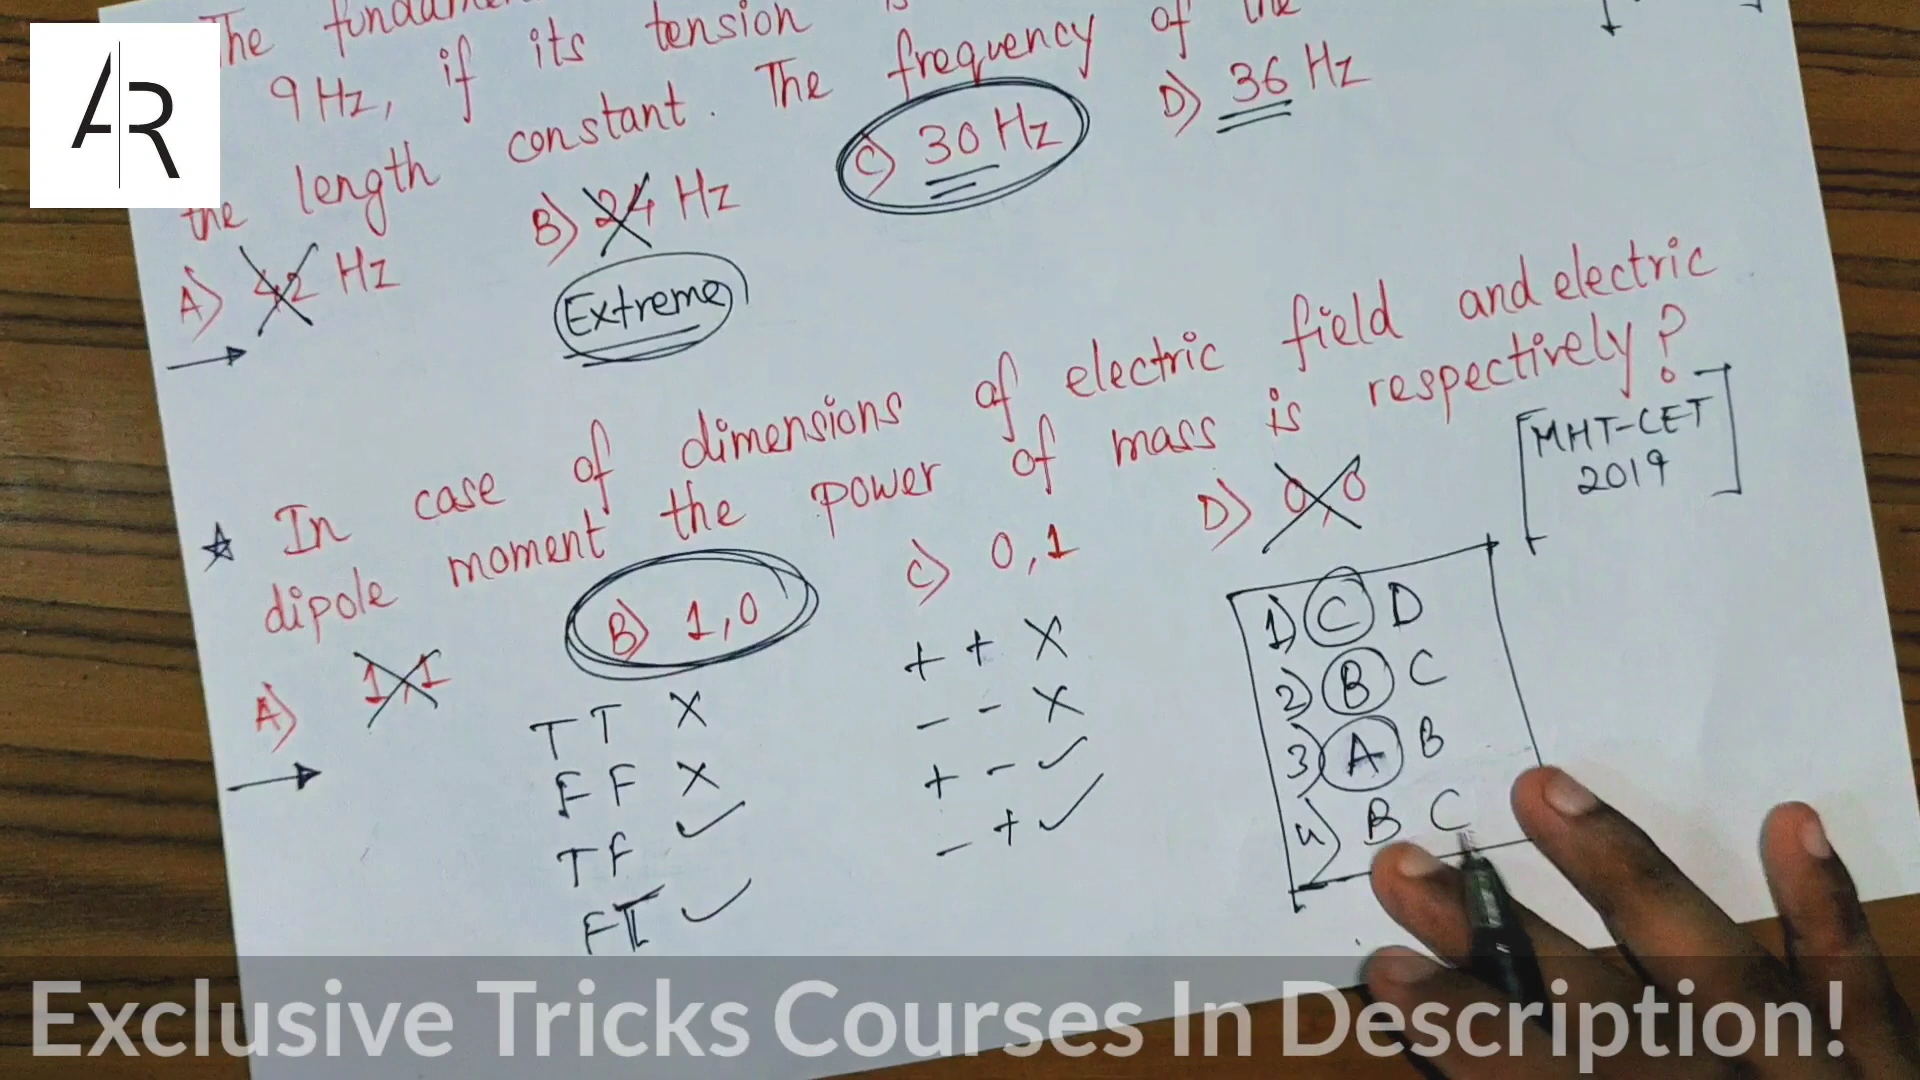 AR
The
9 Hz, if its tension
the length constant. The frequency of the
A) 42 Hz B) 24 Hz C) 30 Hz D) 36 Hz
Extreme
In case of dimensions of electric field and electric
dipole moment the power of mass is respectively?
[MHT-CET
2019]
A) 1,1 B) 1,0 C) 0,1 D) 0,0
T T X
F F X
T F ✓
F T ✓
+ + X
- - X
+ - ✓
- + ✓
1) C D
2) B C
3) A B
4) B C
Exclusive Tricks Courses In Description!